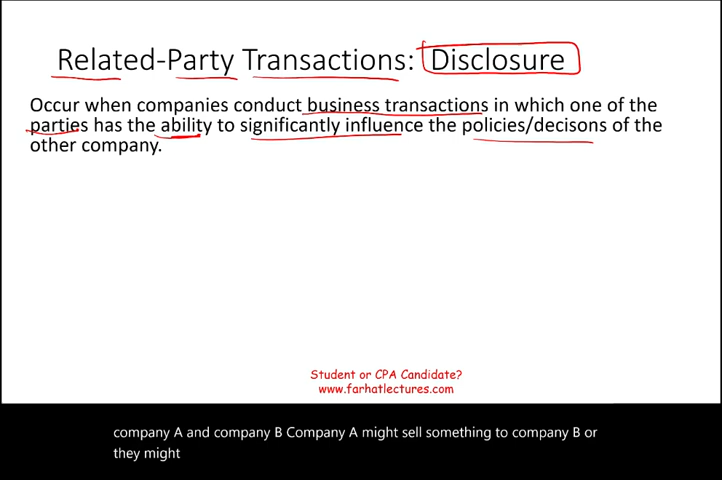 Related-Party Transactions: Disclosure
Occur when companies conduct business transactions in which one of the
parties has the ability to significantly influence the policies/decisons of the
other company.
Student or CPA Candidate?
www.farhatlectures.com
company A and company B Company A might sell something to company B or
they might